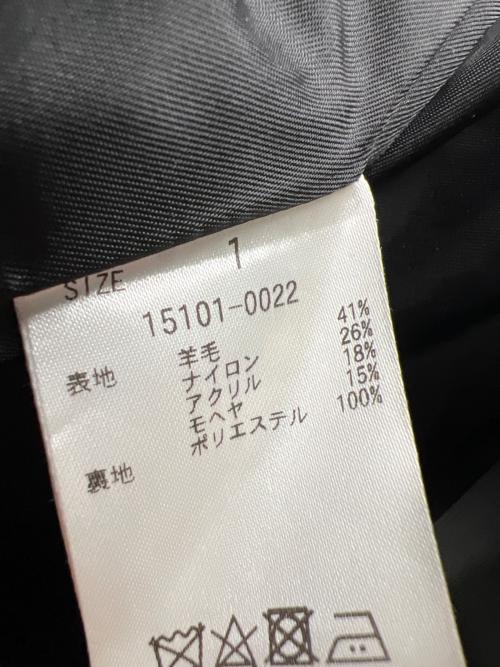 SIZE 1
15101-0022
表地 羊毛 41%
ナイロン 26%
アクリル 18%
モヘヤ 15%
裏地 ポリエステル 100%